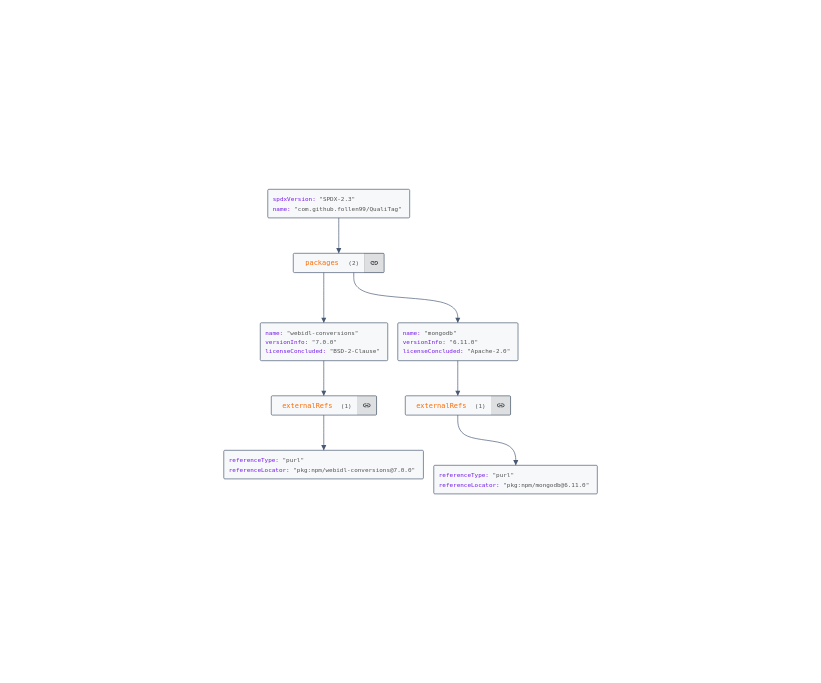 spdxVersion: "SPDX-2.3"
name: "com.github.follen99/QualiTag"
packages (2)
name: "webidl-conversions"
versionInfo: "7.0.0"
licenseConcluded: "BSD-2-Clause"
name: "mongodb"
versionInfo: "6.11.0"
licenseConcluded: "Apache-2.0"
externalRefs (1)
externalRefs (1)
referenceType: "purl"
referenceLocator: "pkg:npm/webidl-conversions@7.0.0"
referenceType: "purl"
referenceLocator: "pkg:npm/mongodb@6.11.0"